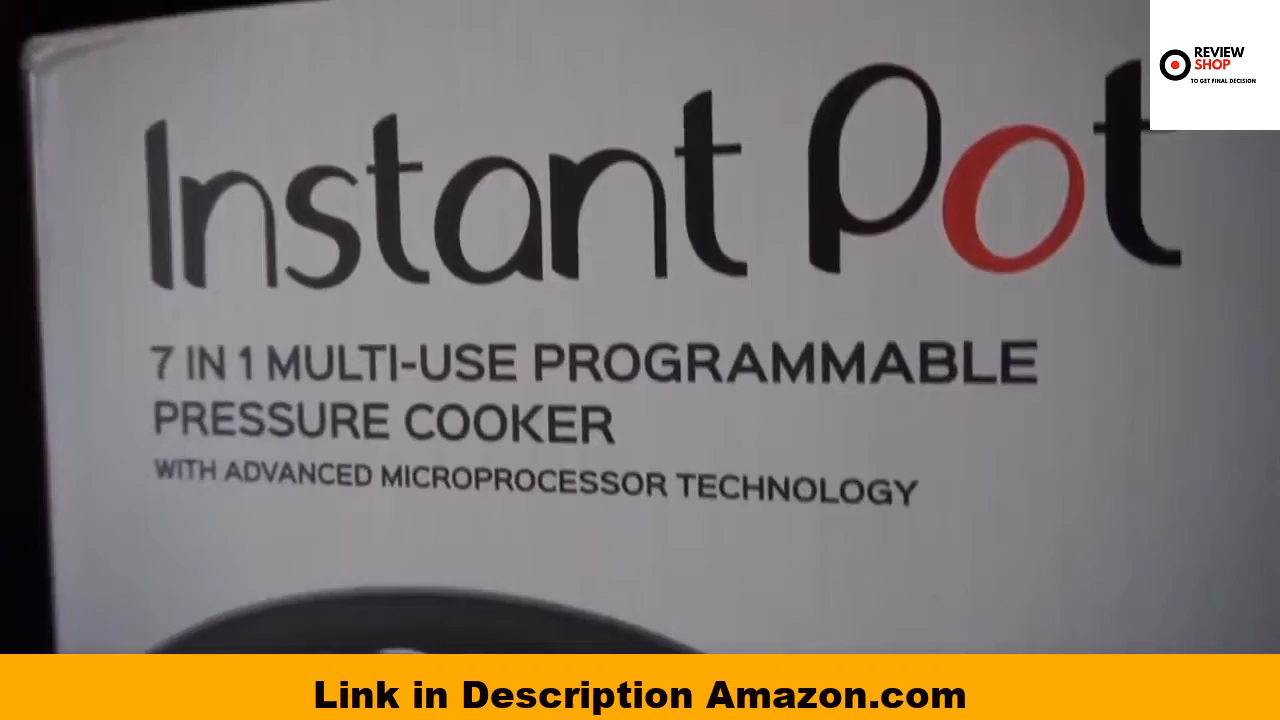 REVIEW
SHOP
TO GET FINAL DECISION
Instant Pot
7 IN 1 MULTI-USE PROGRAMMABLE
PRESSURE COOKER
WITH ADVANCED MICROPROCESSOR TECHNOLOGY
Link in Description Amazon.com